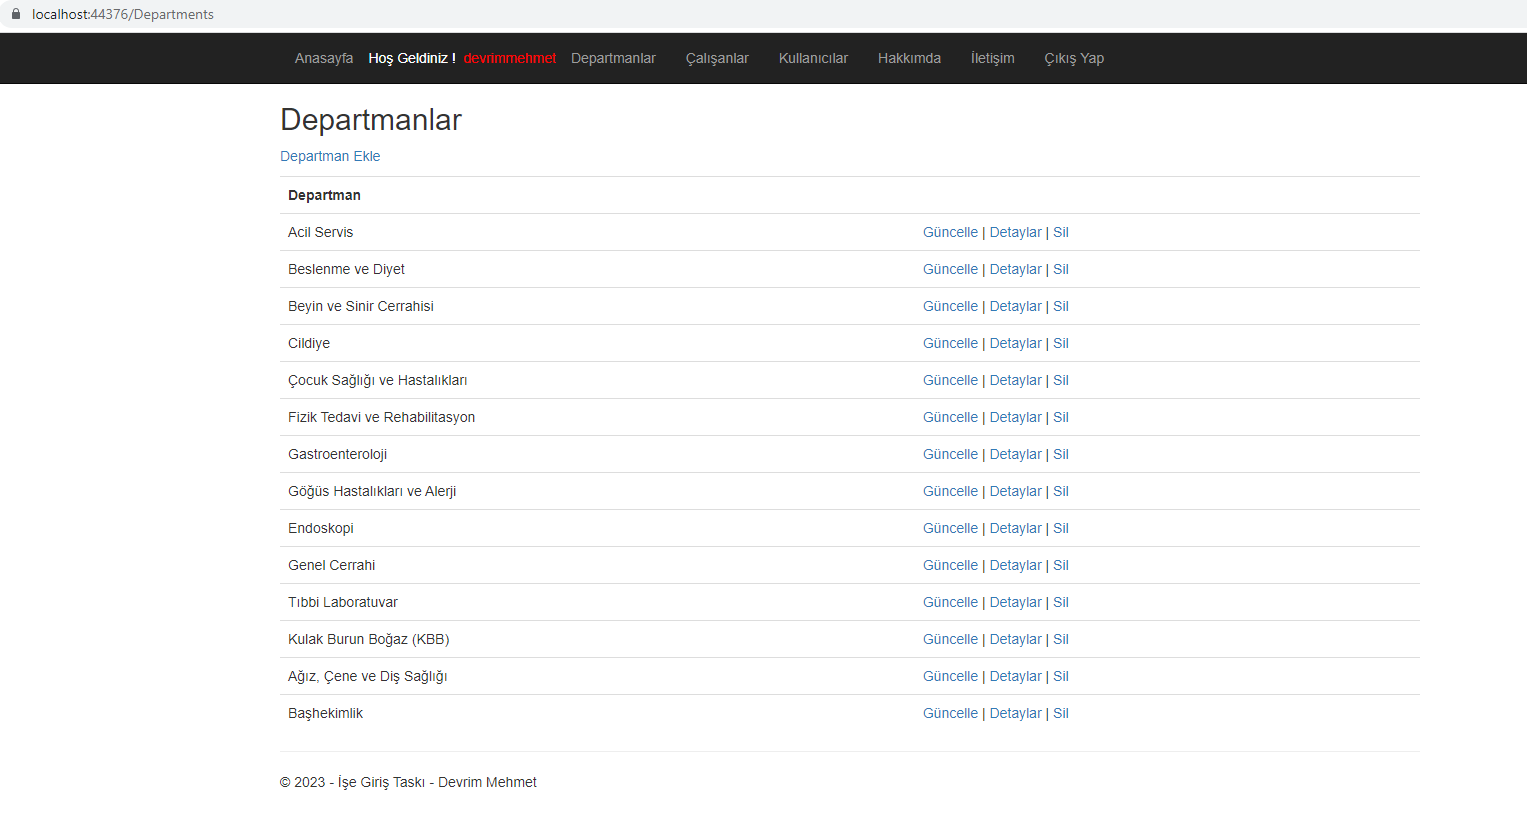 localhost:44376/Departments
Anasayfa Hoş Geldiniz ! devrimmehmet Departmanlar Çalışanlar Kullanıcılar Hakkımda İletişim Çıkış Yap
Departmanlar
Departman Ekle
Departman
Acil Servis Güncelle | Detaylar | Sil
Beslenme ve Diyet Güncelle | Detaylar | Sil
Beyin ve Sinir Cerrahisi Güncelle | Detaylar | Sil
Cildiye Güncelle | Detaylar | Sil
Çocuk Sağlığı ve Hastalıkları Güncelle | Detaylar | Sil
Fizik Tedavi ve Rehabilitasyon Güncelle | Detaylar | Sil
Gastroenteroloji Güncelle | Detaylar | Sil
Göğüs Hastalıkları ve Alerji Güncelle | Detaylar | Sil
Endoskopi Güncelle | Detaylar | Sil
Genel Cerrahi Güncelle | Detaylar | Sil
Tıbbi Laboratuvar Güncelle | Detaylar | Sil
Kulak Burun Boğaz (KBB) Güncelle | Detaylar | Sil
Ağız, Çene ve Diş Sağlığı Güncelle | Detaylar | Sil
Başhekimlik Güncelle | Detaylar | Sil
© 2023 - İşe Giriş Taskı - Devrim Mehmet